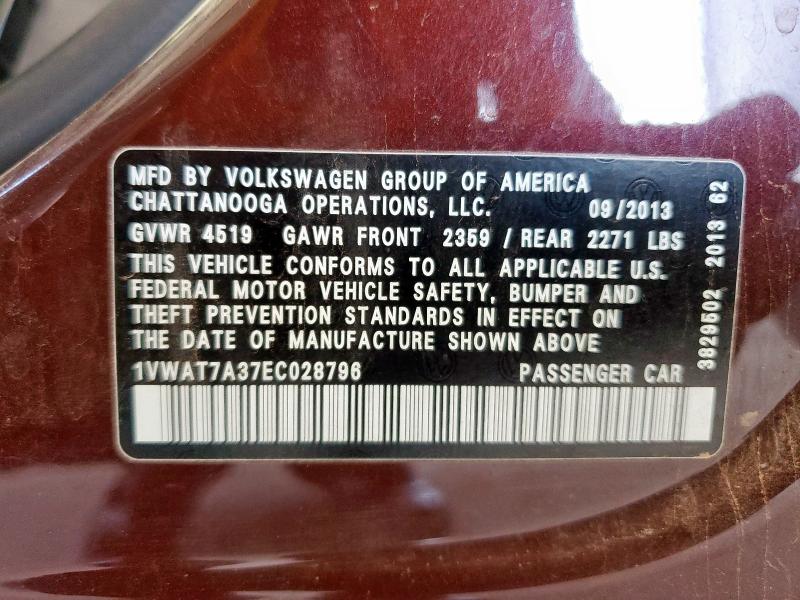 MFD BY VOLKSWAGEN GROUP OF AMERICA
CHATTANOOGA OPERATIONS, LLC. 09/2013
GVWR 4519 GAWR FRONT 2359 / REAR 2271 LBS
THIS VEHICLE CONFORMS TO ALL APPLICABLE U.S.
FEDERAL MOTOR VEHICLE SAFETY, BUMPER AND
THEFT PREVENTION STANDARDS IN EFFECT ON
THE DATE OF MANUFACTURE SHOWN ABOVE
1VWAT7A37EC028796 PASSENGER CAR
3829502 2013 62